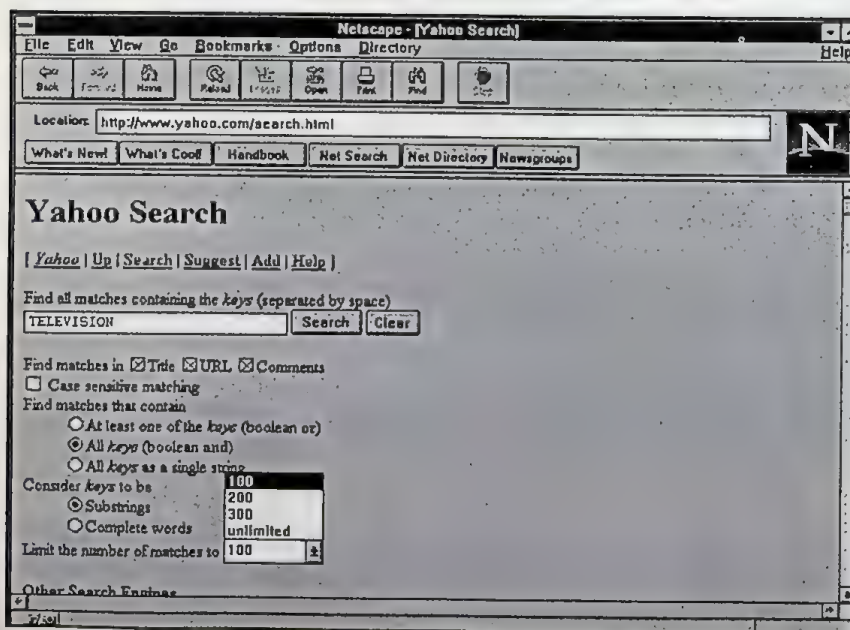 Netscape - [Yahoo Search]
File Edit View Go Bookmarks Options Directory Help
Back Forward Home Reload Images Open Print Find Stop
Location: http://www.yahoo.com/search.html
What's New! What's Cool! Handbook Net Search Net Directory Newsgroups
N
Yahoo Search
[ Yahoo | Up | Search | Suggest | Add | Help ]
Find all matches containing the keys (separated by space)
TELEVISION Search Clear
Find matches in Title URL Comments
Case sensitive matching
Find matches that contain
At least one of the keys (boolean or)
All keys (boolean and)
All keys as a single string
Consider keys to be
Substrings
Complete words
100
200
300
unlimited
Limit the number of matches to 100
Other Search Engines